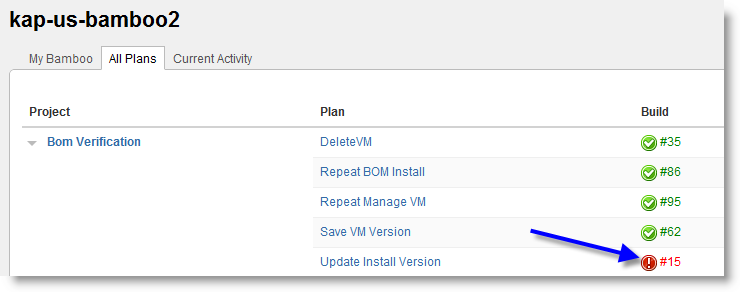 kap-us-bamboo2
My Bamboo All Plans Current Activity
Project Plan Build
Bom Verification DeleteVM #35
Repeat BOM Install #86
Repeat Manage VM #95
Save VM Version #62
Update Install Version #15